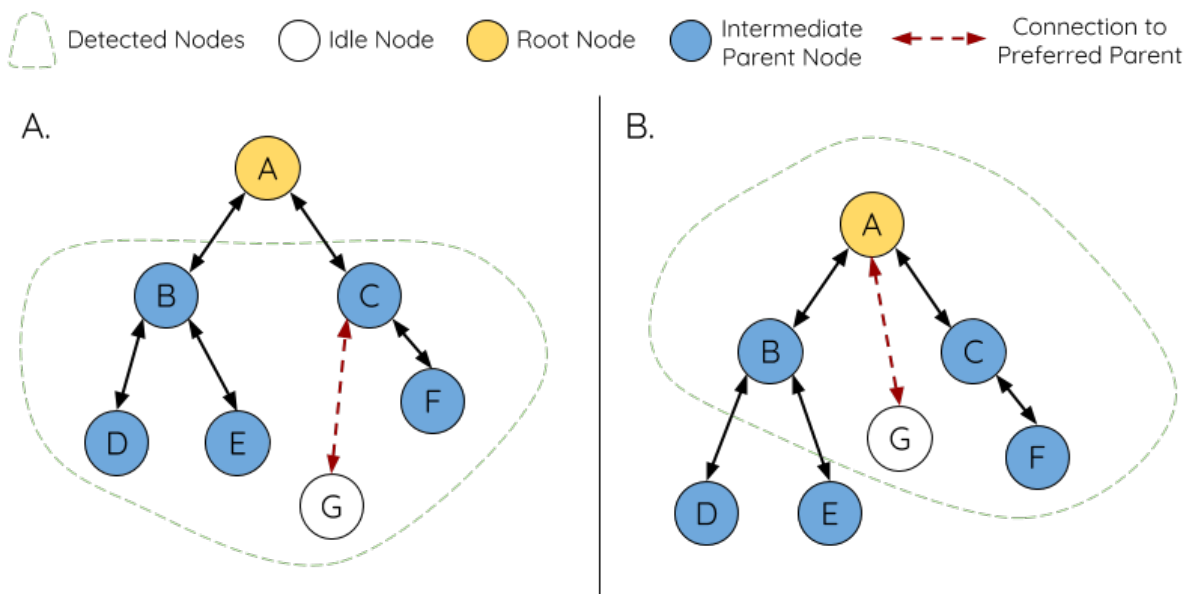 Detected Nodes
Idle Node
Root Node
Intermediate
Parent Node
Connection to
Preferred Parent
A.
A
B
C
D
E
F
G
B.
A
B
C
G
F
D
E